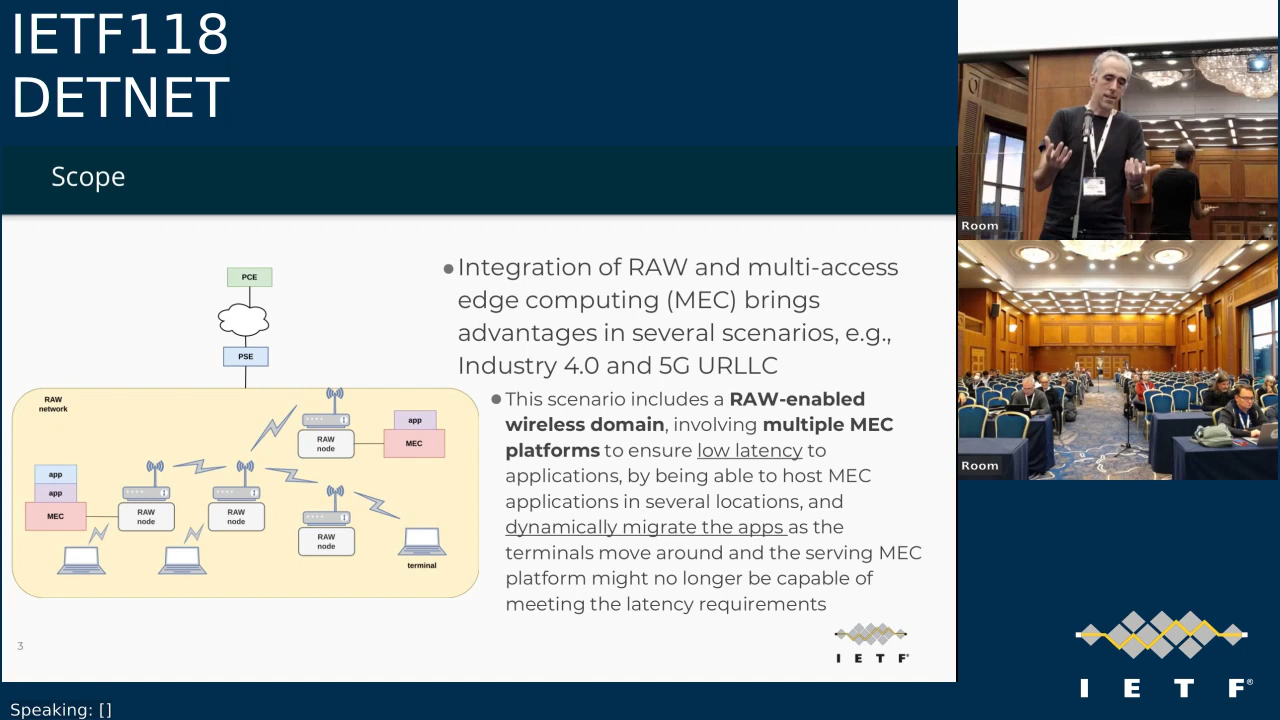 IETF118
DETNET
Scope
PCE
PSE
RAW
network
RAW
node
app
MEC
app
app
MEC
RAW
node
RAW
node
RAW
node
terminal
Integration of RAW and multi-access
edge computing (MEC) brings
advantages in several scenarios, e.g.,
Industry 4.0 and 5G URLLC
This scenario includes a RAW-enabled
wireless domain, involving multiple MEC
platforms to ensure low latency to
applications, by being able to host MEC
applications in several locations, and
dynamically migrate the apps as the
terminals move around and the serving MEC
platform might no longer be capable of
meeting the latency requirements
3
I E T F®
Room
Room
I E T F®
Speaking: []